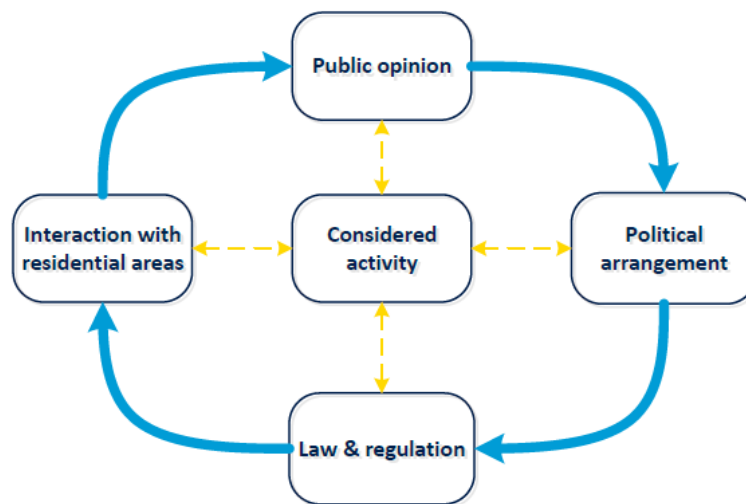 Public opinion
Interaction with
residential areas
Considered
activity
Political
arrangement
Law & regulation